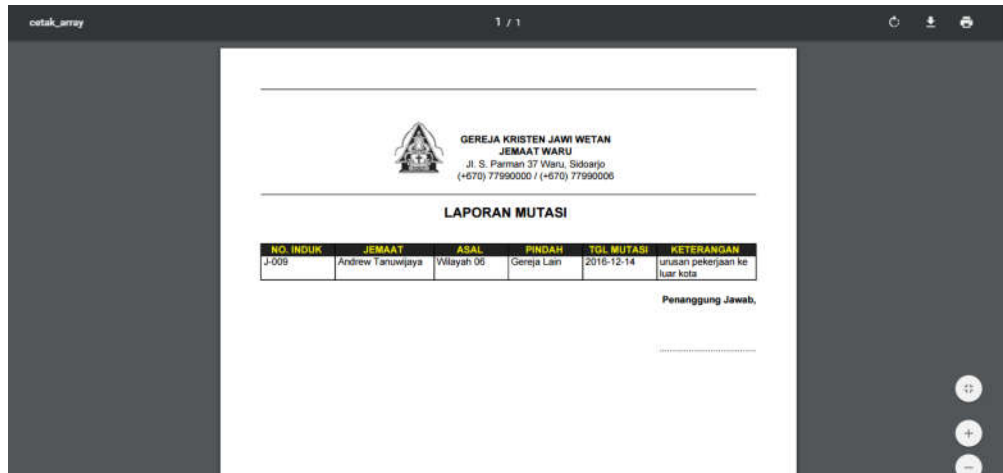 cetak_array
1 / 1
GEREJA KRISTEN JAWI WETAN
JEMAAT WARU
Jl. S. Parman 37 Waru, Sidoarjo
(+670) 77990000 / (+670) 77990006
LAPORAN MUTASI
NO. INDUK JEMAAT ASAL PINDAH TGL MUTASI KETERANGAN
J-009 Andrew Tanuwijaya Wilayah 06 Gereja Lain 2016-12-14 urusan pekerjaan ke
luar kota
Penanggung Jawab,